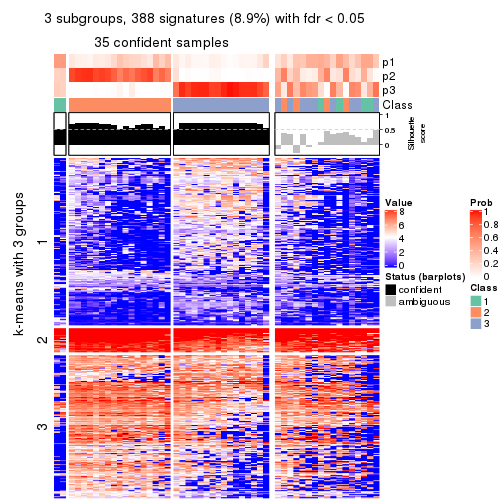 3 subgroups, 388 signatures (8.9%) with fdr < 0.05
35 confident samples
p1
p2
p3
Class
1
0.5
0
Silhouette
score
k-means with 3 groups
1
2
3
Value
8
6
4
2
0
Status (barplots)
confident
ambiguous
Prob
1
0.8
0.6
0.4
0.2
0
Class
1
2
3